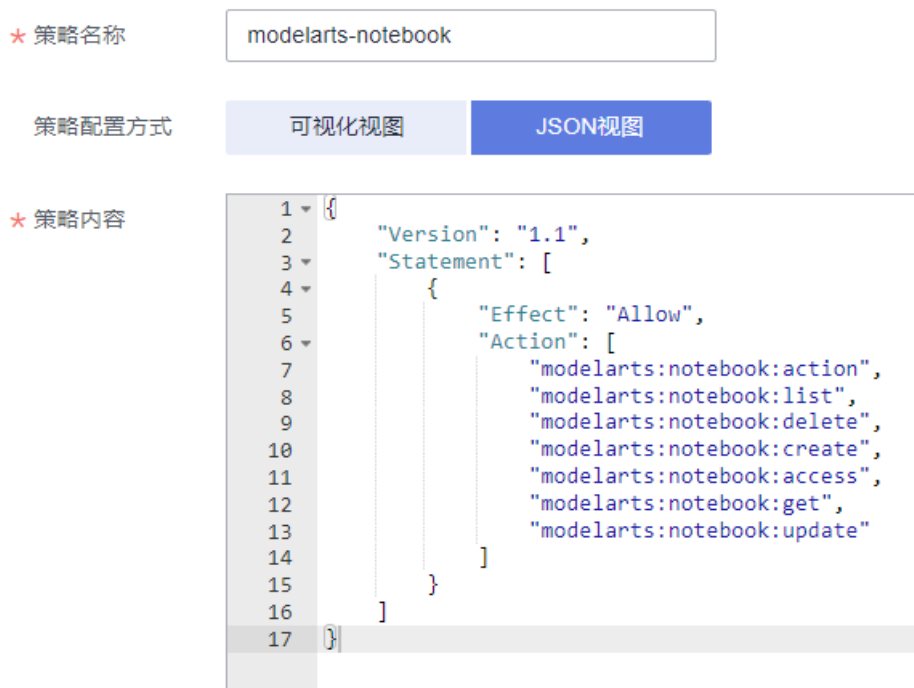 * 策略名称 modelarts-notebook
策略配置方式 可视化视图 JSON视图
* 策略内容
1 {
2 "Version": "1.1",
3 "Statement": [
4 {
5 "Effect": "Allow",
6 "Action": [
7 "modelarts:notebook:action",
8 "modelarts:notebook:list",
9 "modelarts:notebook:delete",
10 "modelarts:notebook:create",
11 "modelarts:notebook:access",
12 "modelarts:notebook:get",
13 "modelarts:notebook:update"
14 ]
15 }
16 ]
17 }